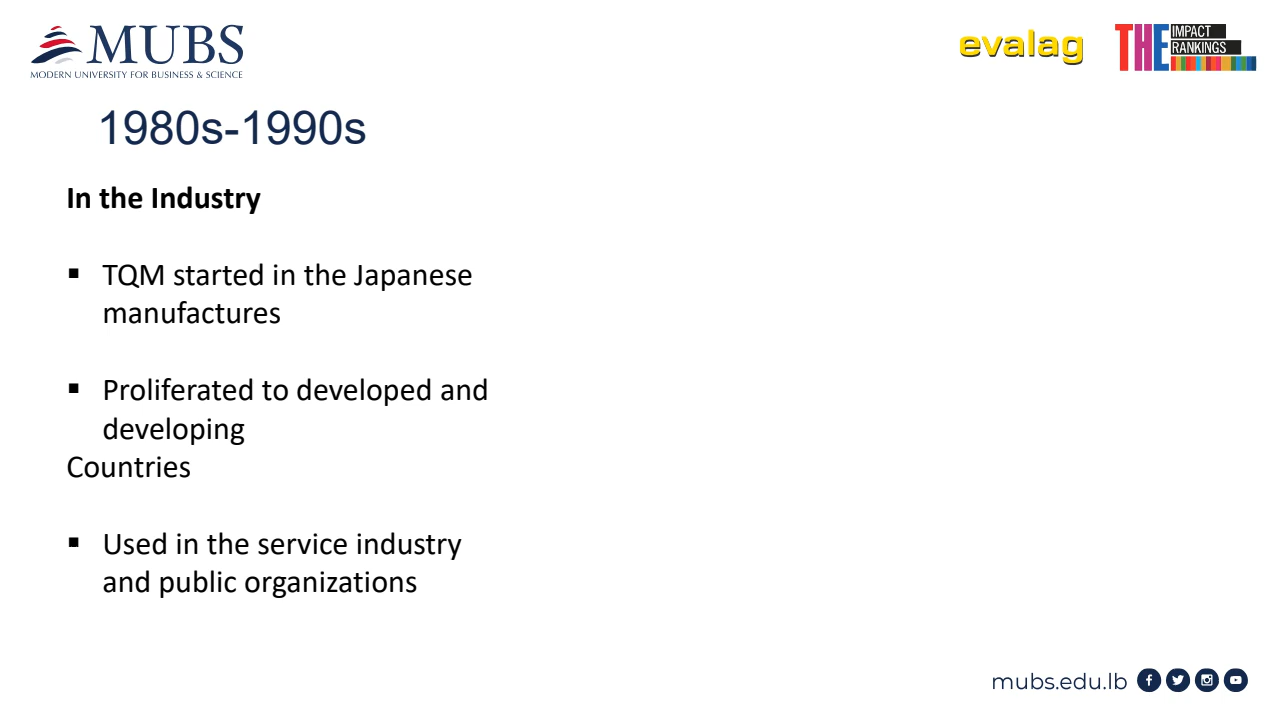 MUBS
MODERN UNIVERSITY FOR BUSINESS & SCIENCE
evalag
THE IMPACT
RANKINGS
1980s-1990s
In the Industry
▪ TQM started in the Japanese
manufactures
▪ Proliferated to developed and
developing
Countries
▪ Used in the service industry
and public organizations
mubs.edu.lb